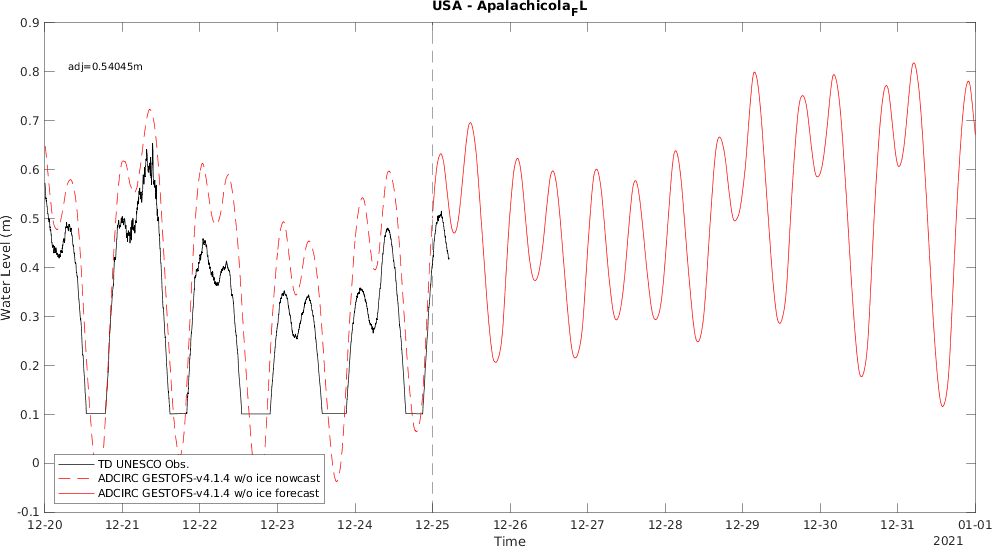 USA - Apalachicola_FL
adj=0.54045m
Water Level (m)
0.9
0.8
0.7
0.6
0.5
0.4
0.3
0.2
0.1
0
-0.1
TD UNESCO Obs.
ADCIRC GESTOFS-v4.1.4 w/o ice nowcast
ADCIRC GESTOFS-v4.1.4 w/o ice forecast
12-20 12-21 12-22 12-23 12-24 12-25 12-26 12-27 12-28 12-29 12-30 12-31 01-01
Time
2021